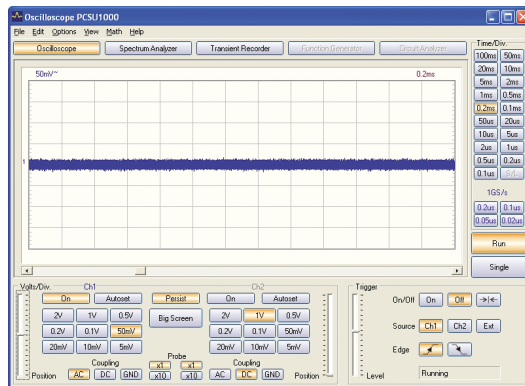 Oscilloscope PCSU1000
File Edit Options View Math Help
Oscilloscope Spectrum Analyzer Transient Recorder Function Generator Circuit Analyzer
50mV~ 0.2ms
1
Time/Div.
100ms 50ms
20ms 10ms
5ms 2ms
1ms 0.5ms
0.2ms 0.1ms
50us 20us
10us 5us
2us 1us
0.5us 0.2us
0.1us
1GS/s
0.2us 0.1us
0.05us 0.02us
Run
Single
Volts/Div. Ch1 Ch2
On Autoset Persist On Autoset
2V 1V 0.5V Big Screen 2V 1V 0.5V
0.2V 0.1V 50mV 0.2V 0.1V 50mV
20mV 10mV 5mV 20mV 10mV 5mV
Coupling Probe Coupling
x1 x1
Position AC DC GND x10 x10 AC DC GND Position
Trigger
On/Off On Off
Source Ch1 Ch2 Ext
Edge
Level Running